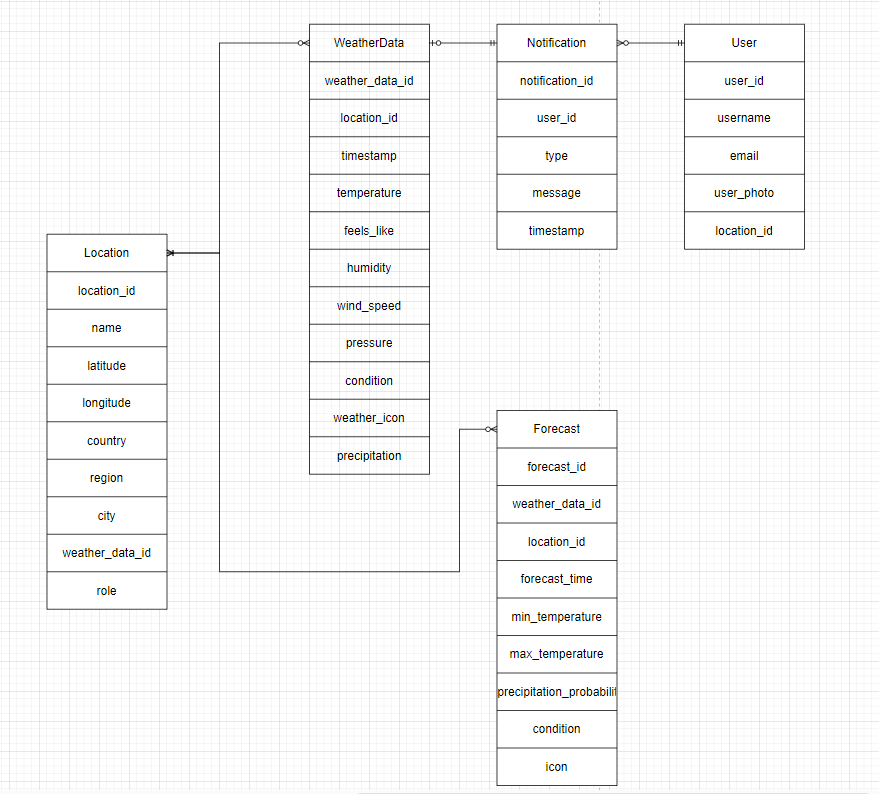 WeatherData
weather_data_id
location_id
timestamp
temperature
feels_like
humidity
wind_speed
pressure
condition
weather_icon
precipitation
Notification
notification_id
user_id
type
message
timestamp
User
user_id
username
email
user_photo
location_id
Location
location_id
name
latitude
longitude
country
region
city
weather_data_id
role
Forecast
forecast_id
weather_data_id
location_id
forecast_time
min_temperature
max_temperature
precipitation_probabilit
condition
icon